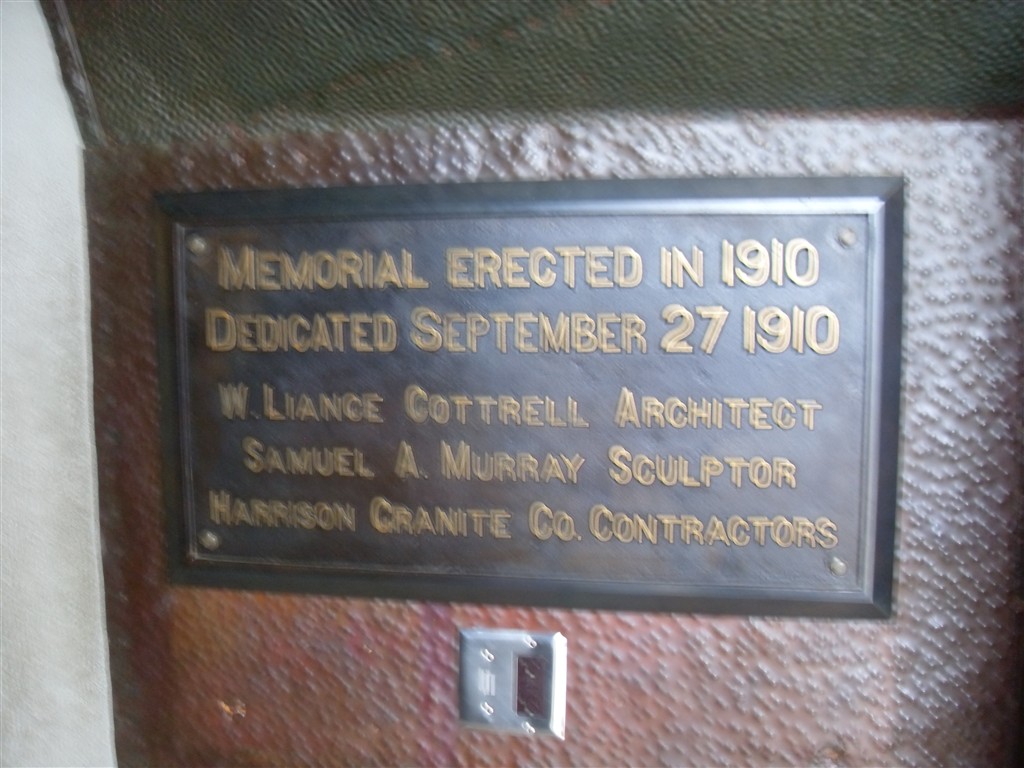 MEMORIAL ERECTED IN 1910
DEDICATED SEPTEMBER 27 1910
W. LIANCE COTTRELL ARCHITECT
SAMUEL A. MURRAY SCULPTOR
HARRISON GRANITE CO. CONTRACTORS